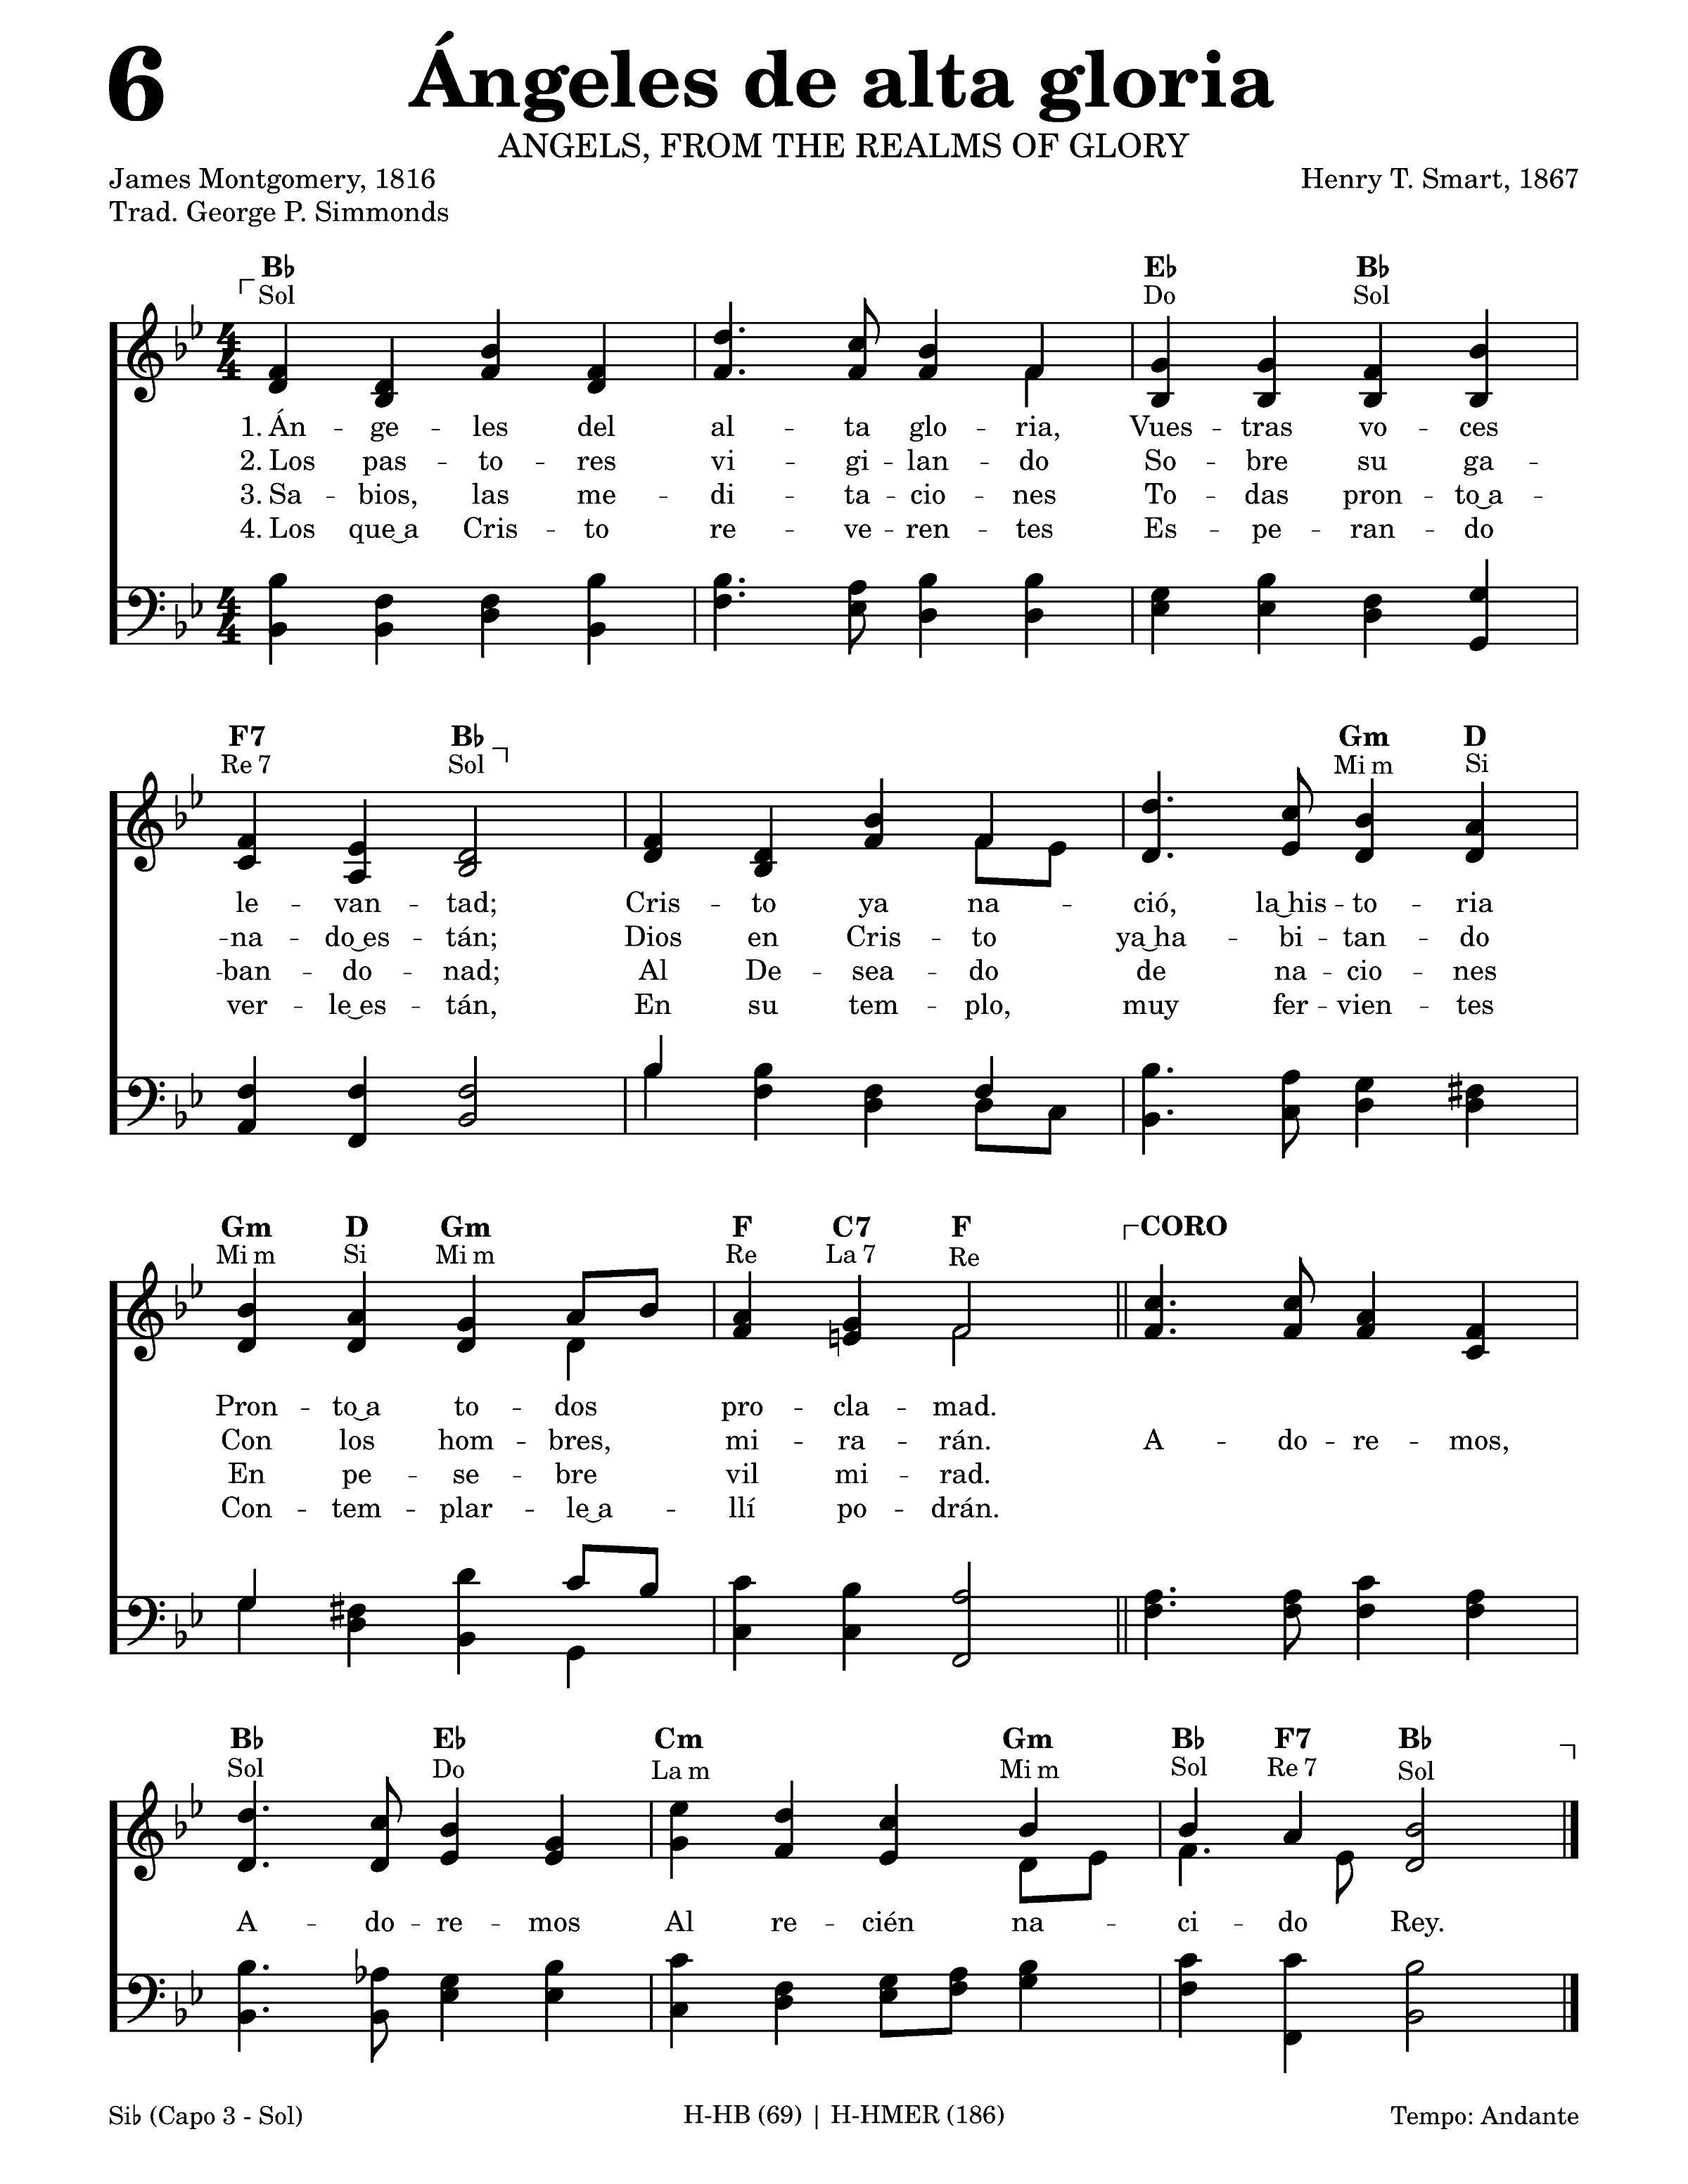 6
Ángeles de alta gloria
ANGELS, FROM THE REALMS OF GLORY
James Montgomery, 1816
Henry T. Smart, 1867
Trad. George P. Simmonds
B♭ E♭ B♭
Sol Do Sol
1. Án - ge - les del al - ta glo - ria, Vues - tras vo - ces
2. Los pas - to - res vi - gi - lan - do So - bre su ga -
3. Sa - bios, las me - di - ta - cio - nes To - das pron - to‿a -
4. Los que‿a Cris - to re - ve - ren - tes Es - pe - ran - do
F7 B♭ Gm D
Re 7 Sol Mi m Si
le - van - tad; Cris - to ya na - ció, la‿his - to - ria
- na - do‿es - tán; Dios en Cris - to ya‿ha - bi - tan - do
- ban - do - nad; Al De - sea - do de na - cio - nes
ver - le‿es - tán, En su tem - plo, muy fer - vien - tes
Gm D Gm F C7 F CORO
Mi m Si Mi m Re La 7 Re
Pron - to‿a to - dos pro - cla - mad.
Con los hom - bres, mi - ra - rán. A - do - re - mos,
En pe - se - bre vil mi - rad.
Con - tem - plar - le‿a - llí po - drán.
B♭ E♭ Cm Gm B♭ F7 B♭
Sol Do La m Mi m Sol Re 7 Sol
A - do - re - mos Al re - cién na - ci - do Rey.
Si♭ (Capo 3 - Sol)
H-HB (69) | H-HMER (186)
Tempo: Andante